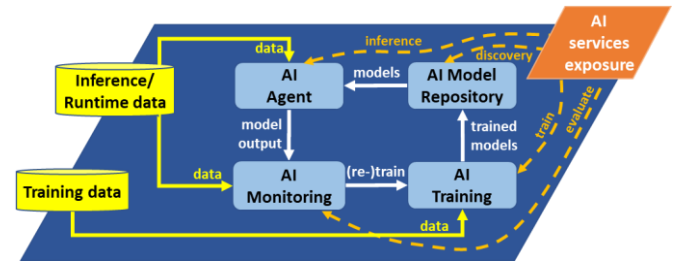 AI
services
exposure
data
inference
discovery
Inference/
Runtime data
AI
Agent
models
AI Model
Repository
model
output
trained
models
train
evaluate
Training data
data
AI
Monitoring
(re-)train
AI
Training
data